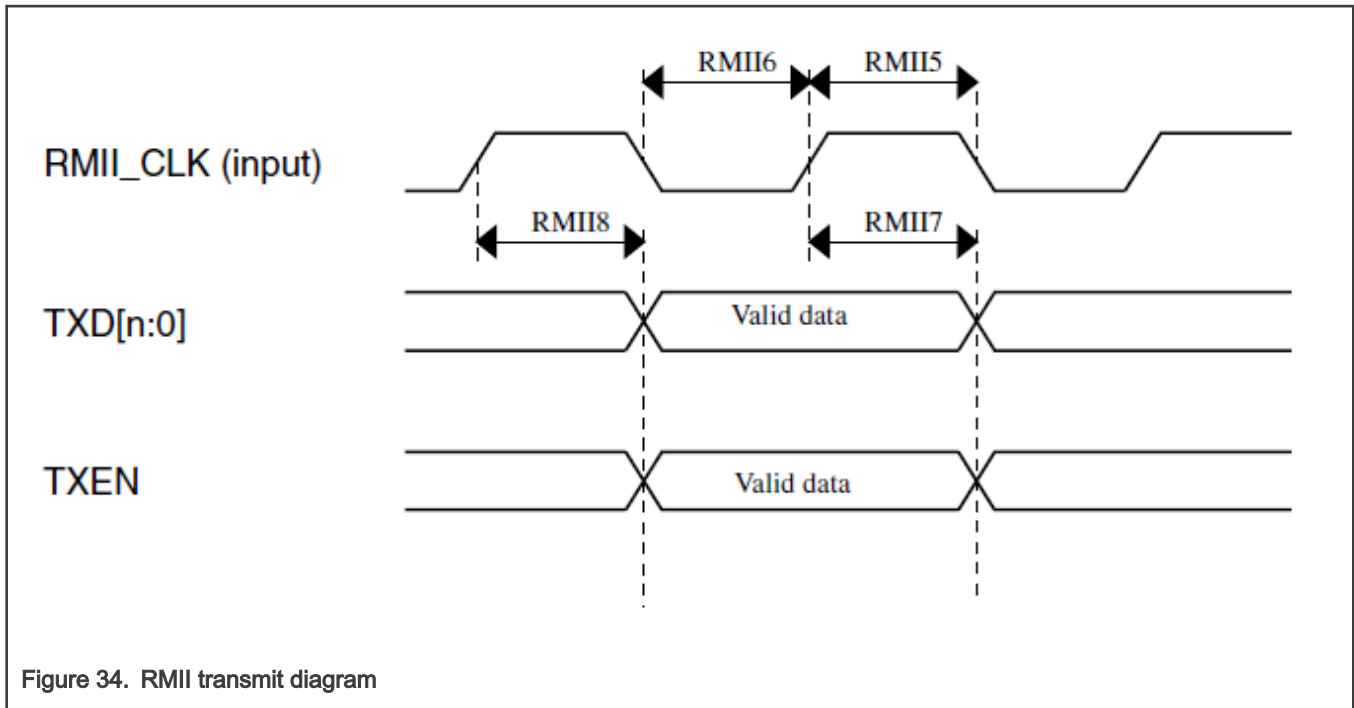 RMII6 RMII5
RMII_CLK (input)
RMII8 RMII7
TXD[n:0] Valid data
TXEN Valid data
Figure 34. RMII transmit diagram